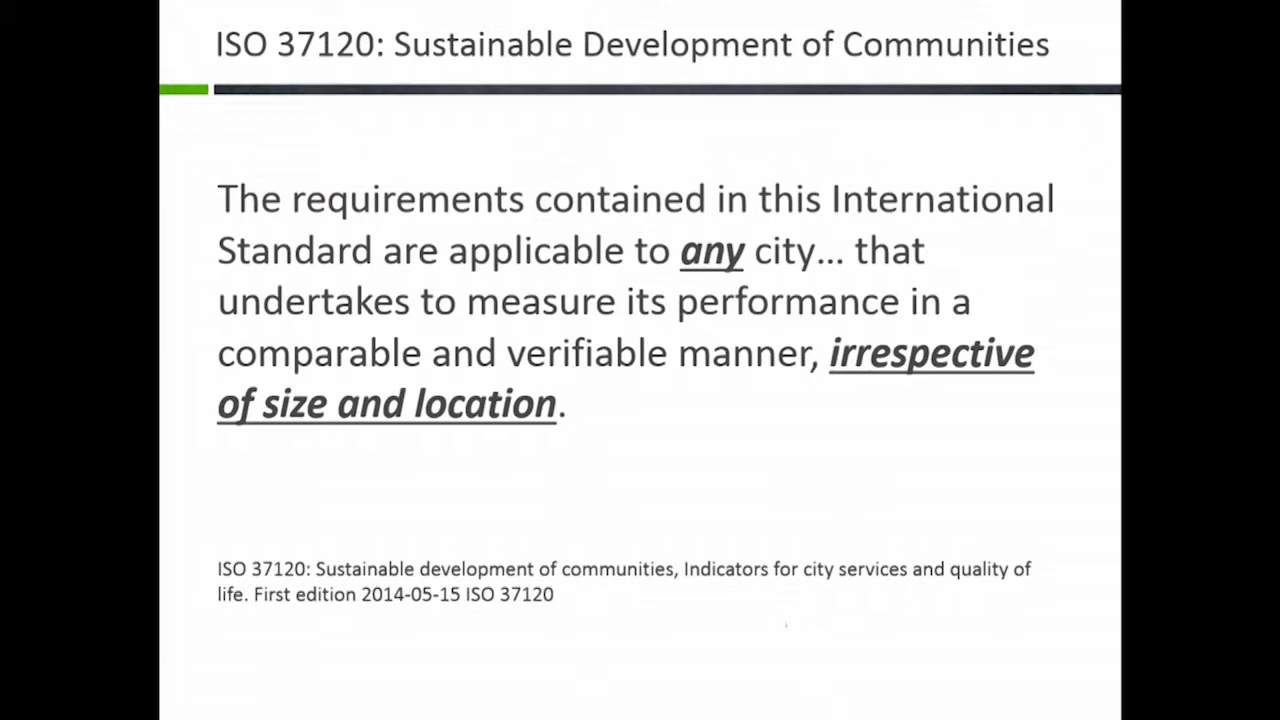 ISO 37120: Sustainable Development of Communities
The requirements contained in this International
Standard are applicable to any city... that
undertakes to measure its performance in a
comparable and verifiable manner, irrespective
of size and location.
ISO 37120: Sustainable development of communities, Indicators for city services and quality of
life. First edition 2014-05-15 ISO 37120